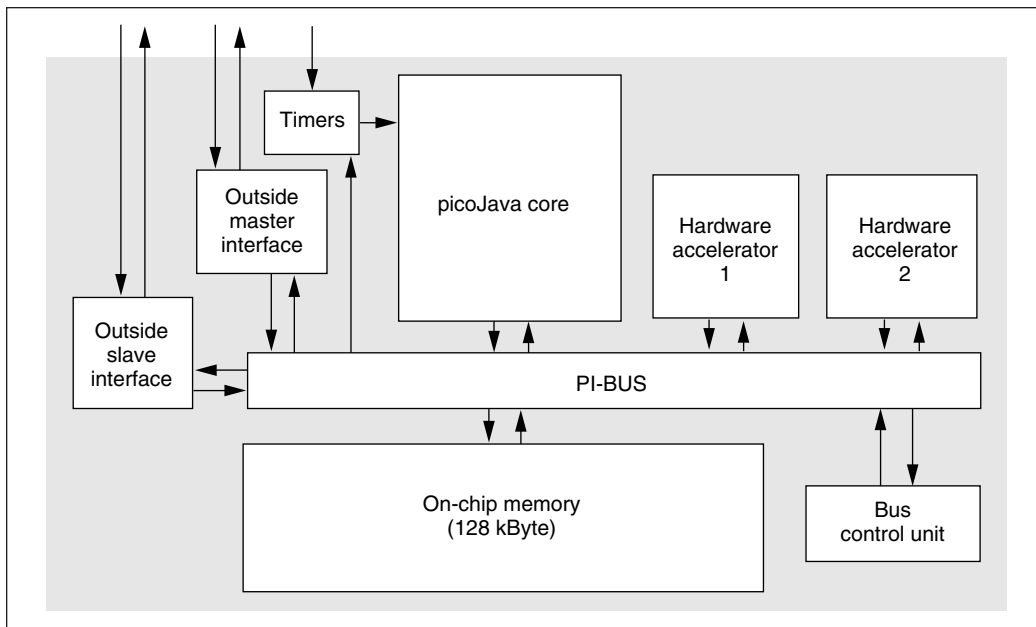 Timers
picoJava core
Outside
master
interface
Hardware
accelerator
1
Hardware
accelerator
2
Outside
slave
interface
PI-BUS
On-chip memory
(128 kByte)
Bus
control unit